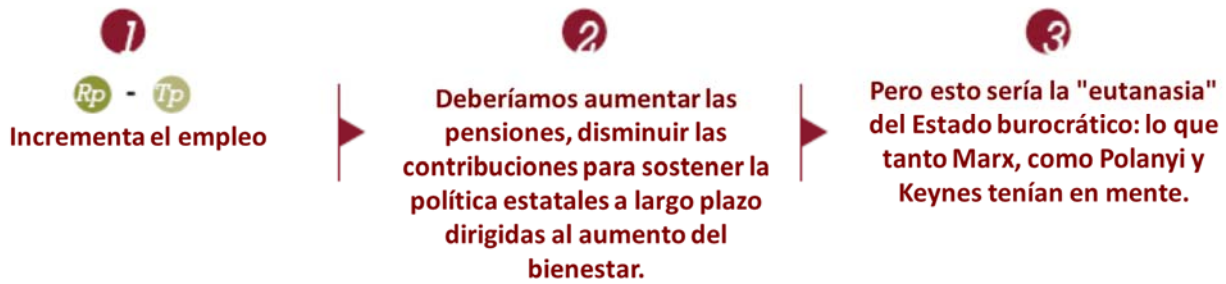 1
Rp - Tp
Incrementa el empleo
2
Deberíamos aumentar las
pensiones, disminuir las
contribuciones para sostener la
política estatales a largo plazo
dirigidas al aumento del
bienestar.
3
Pero esto sería la "eutanasia"
del Estado burocrático: lo que
tanto Marx, como Polanyi y
Keynes tenían en mente.